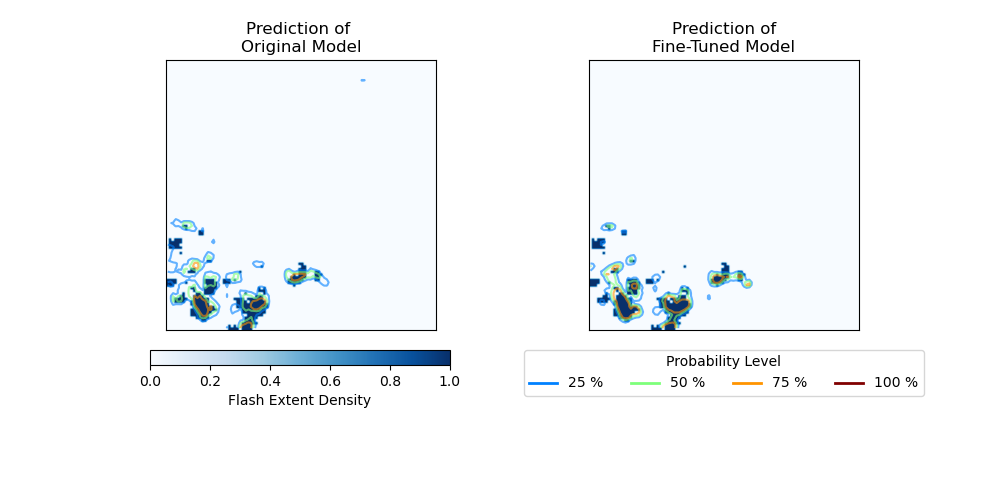 Prediction of
Original Model
Prediction of
Fine-Tuned Model
0.0 0.2 0.4 0.6 0.8 1.0
Flash Extent Density
Probability Level
25 % 50 % 75 % 100 %